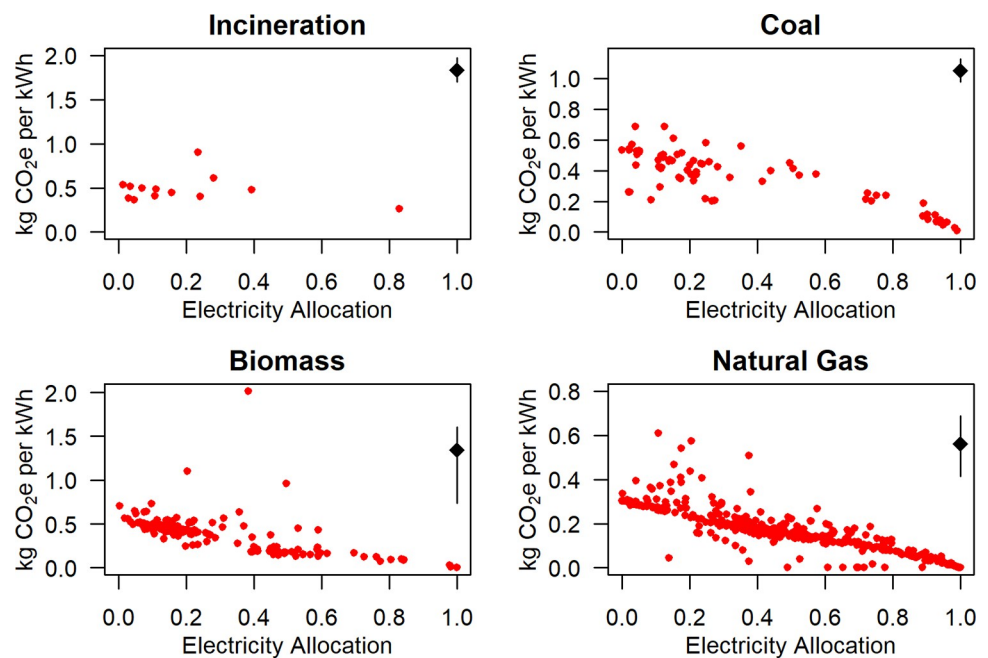 Incineration
kg CO₂e per kWh
2.0
1.5
1.0
0.5
0.0
0.0 0.2 0.4 0.6 0.8 1.0
Electricity Allocation
Coal
kg CO₂e per kWh
1.0
0.8
0.6
0.4
0.2
0.0
0.0 0.2 0.4 0.6 0.8 1.0
Electricity Allocation
Biomass
kg CO₂e per kWh
2.0
1.5
1.0
0.5
0.0
0.0 0.2 0.4 0.6 0.8 1.0
Electricity Allocation
Natural Gas
kg CO₂e per kWh
0.8
0.6
0.4
0.2
0.0
0.0 0.2 0.4 0.6 0.8 1.0
Electricity Allocation